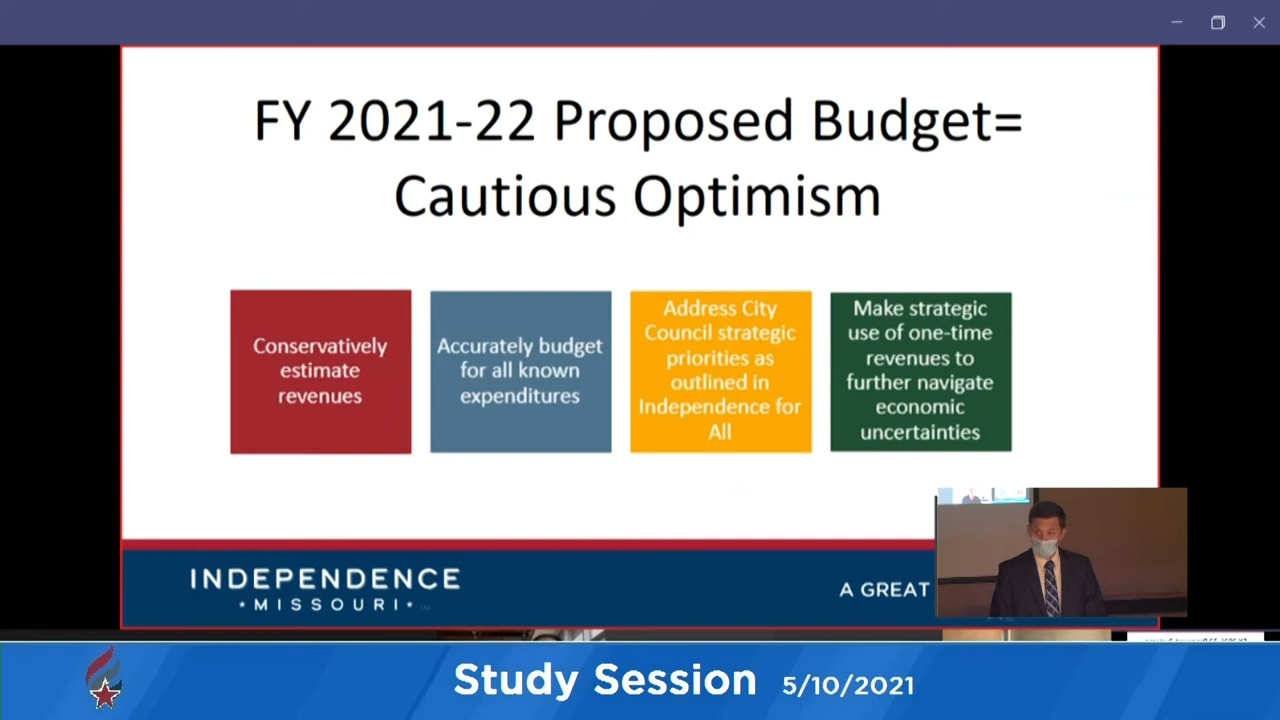 FY 2021-22 Proposed Budget=
Cautious Optimism
Conservatively
estimate
revenues
Accurately budget
for all known
expenditures
Address City
Council strategic
priorities as
outlined in
Independence for
All
Make strategic
use of one-time
revenues to
further navigate
economic
uncertainties
INDEPENDENCE
MISSOURI
A GREAT
Study Session 5/10/2021